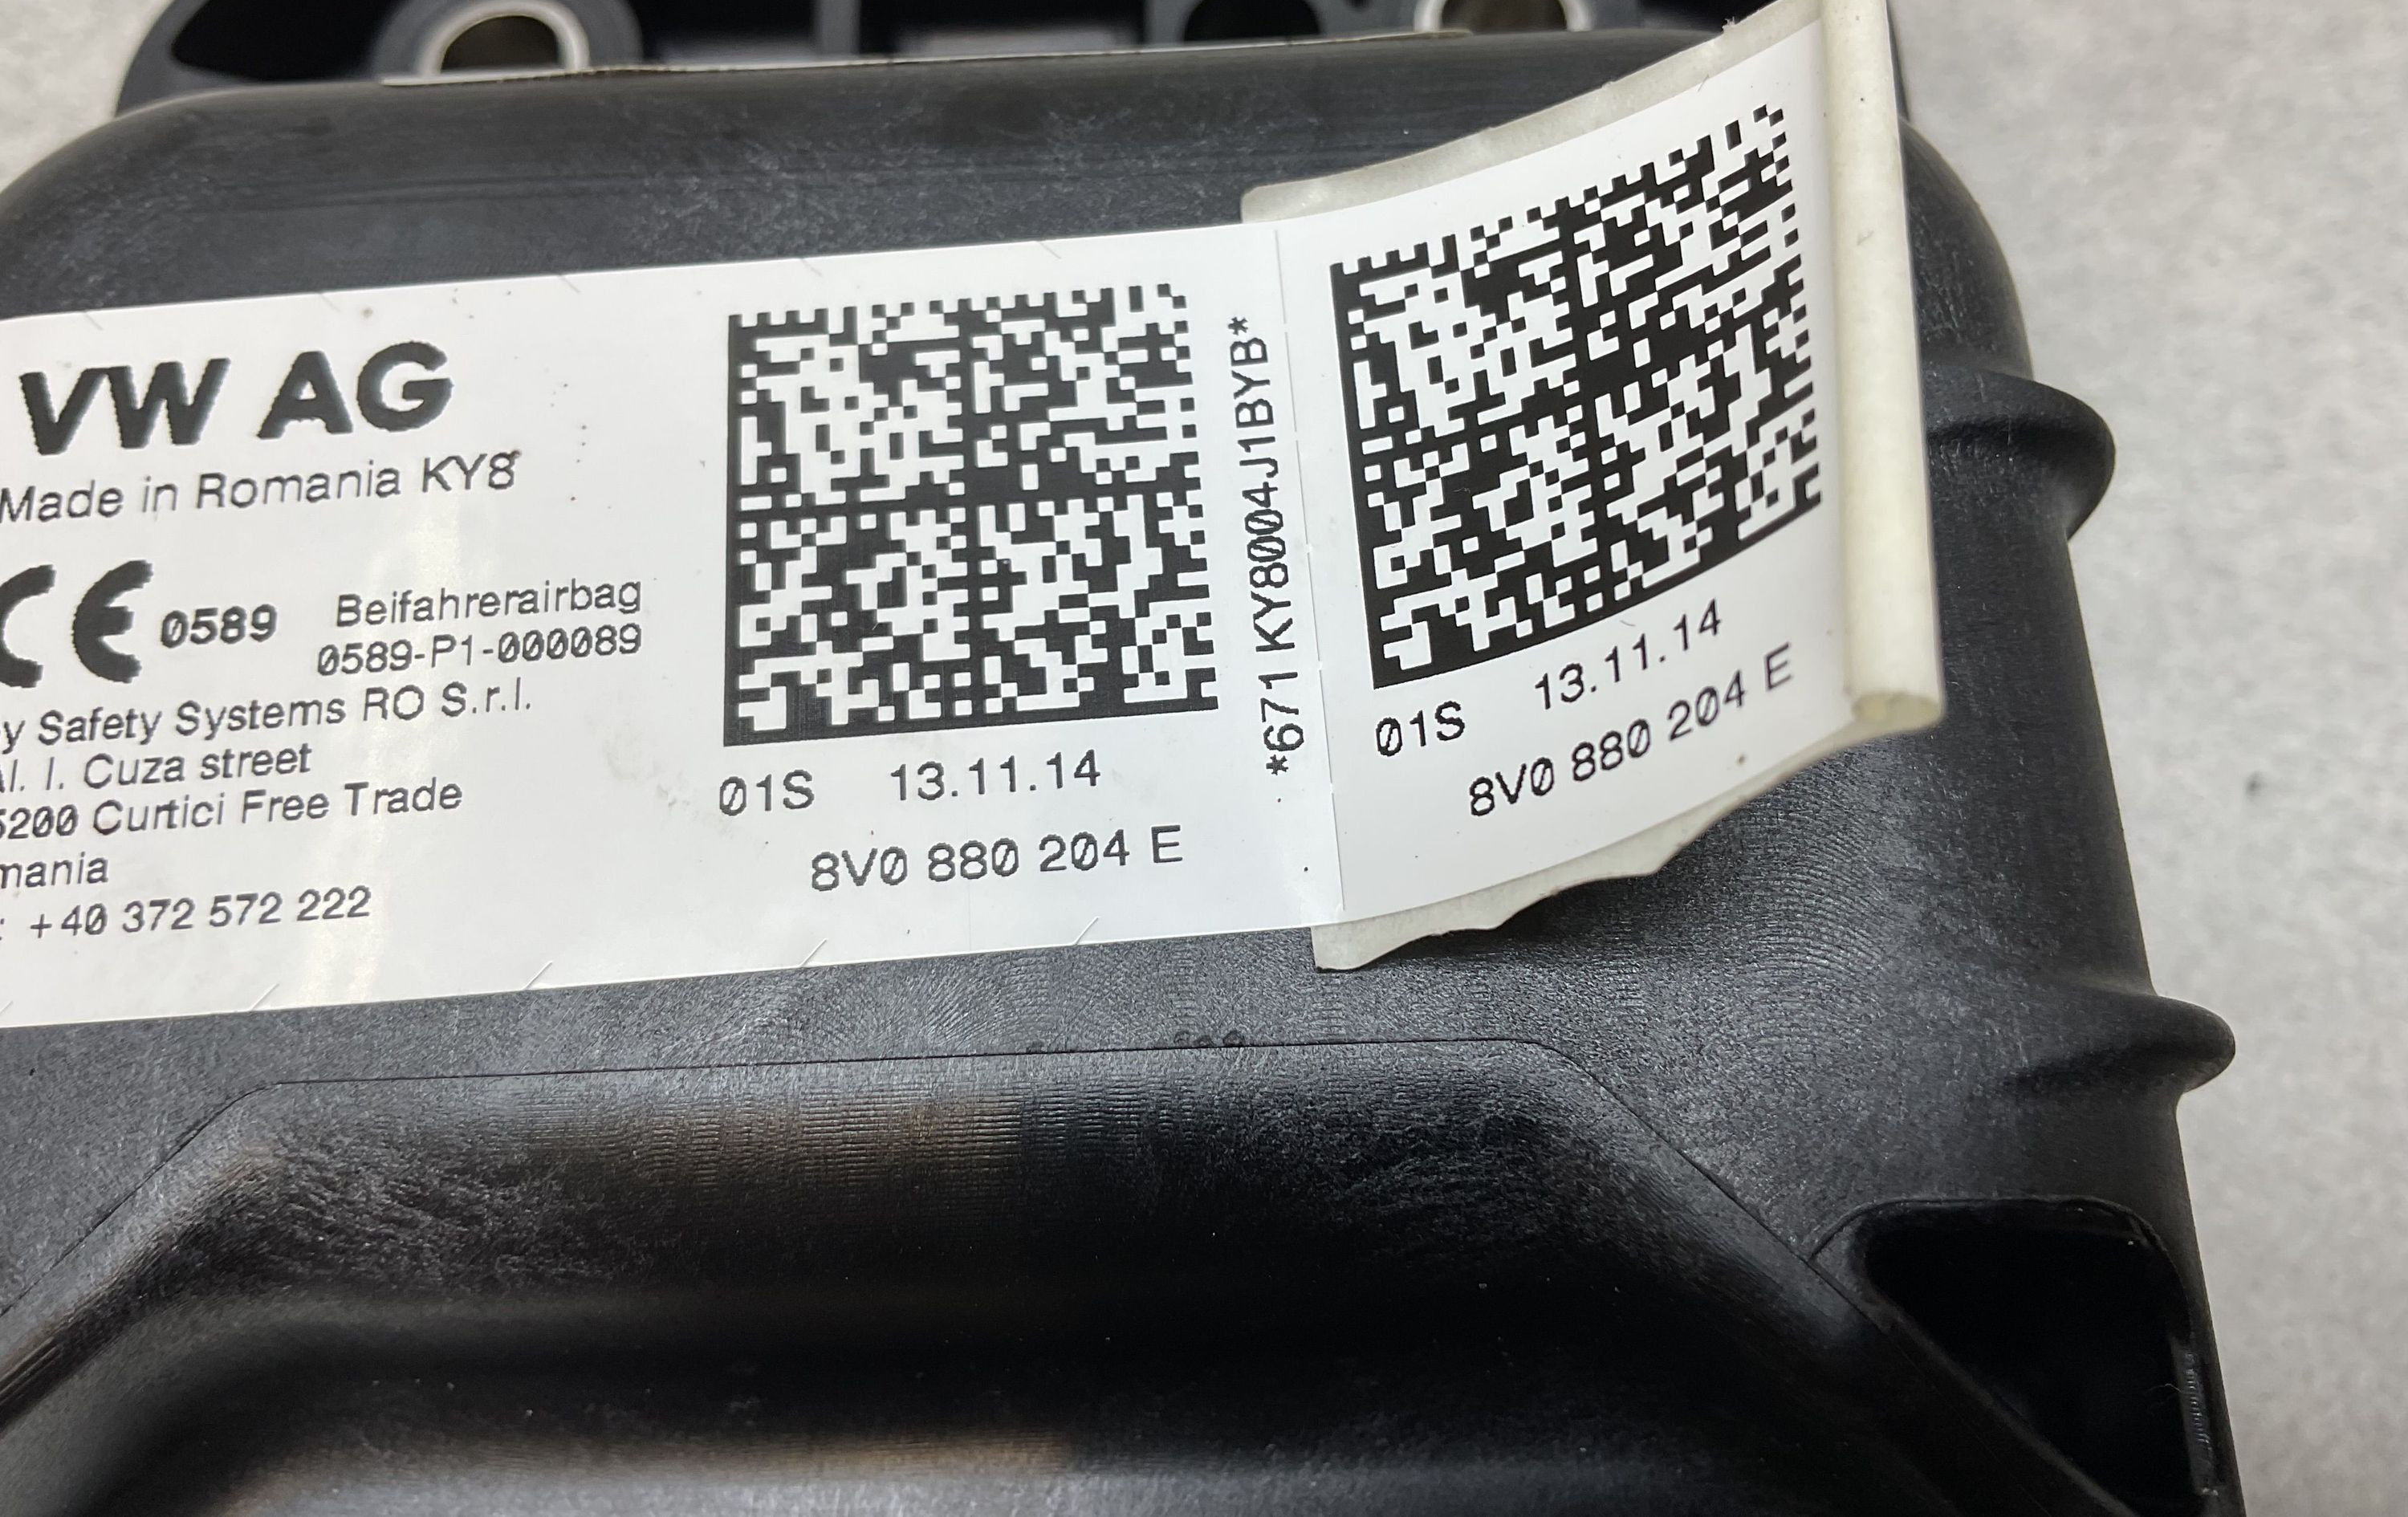 VW AG
Made in Romania KY8
CE 0589 Beifahrerairbag
0589-P1-000089
y Safety Systems RO S.r.l.
Al. I. Cuza street
5200 Curtici Free Trade
mania
: +40 372 572 222
01S 13.11.14
8V0 880 204 E
*671 KY8004J1BYB*
01S 13.11.14
8V0 880 204 E